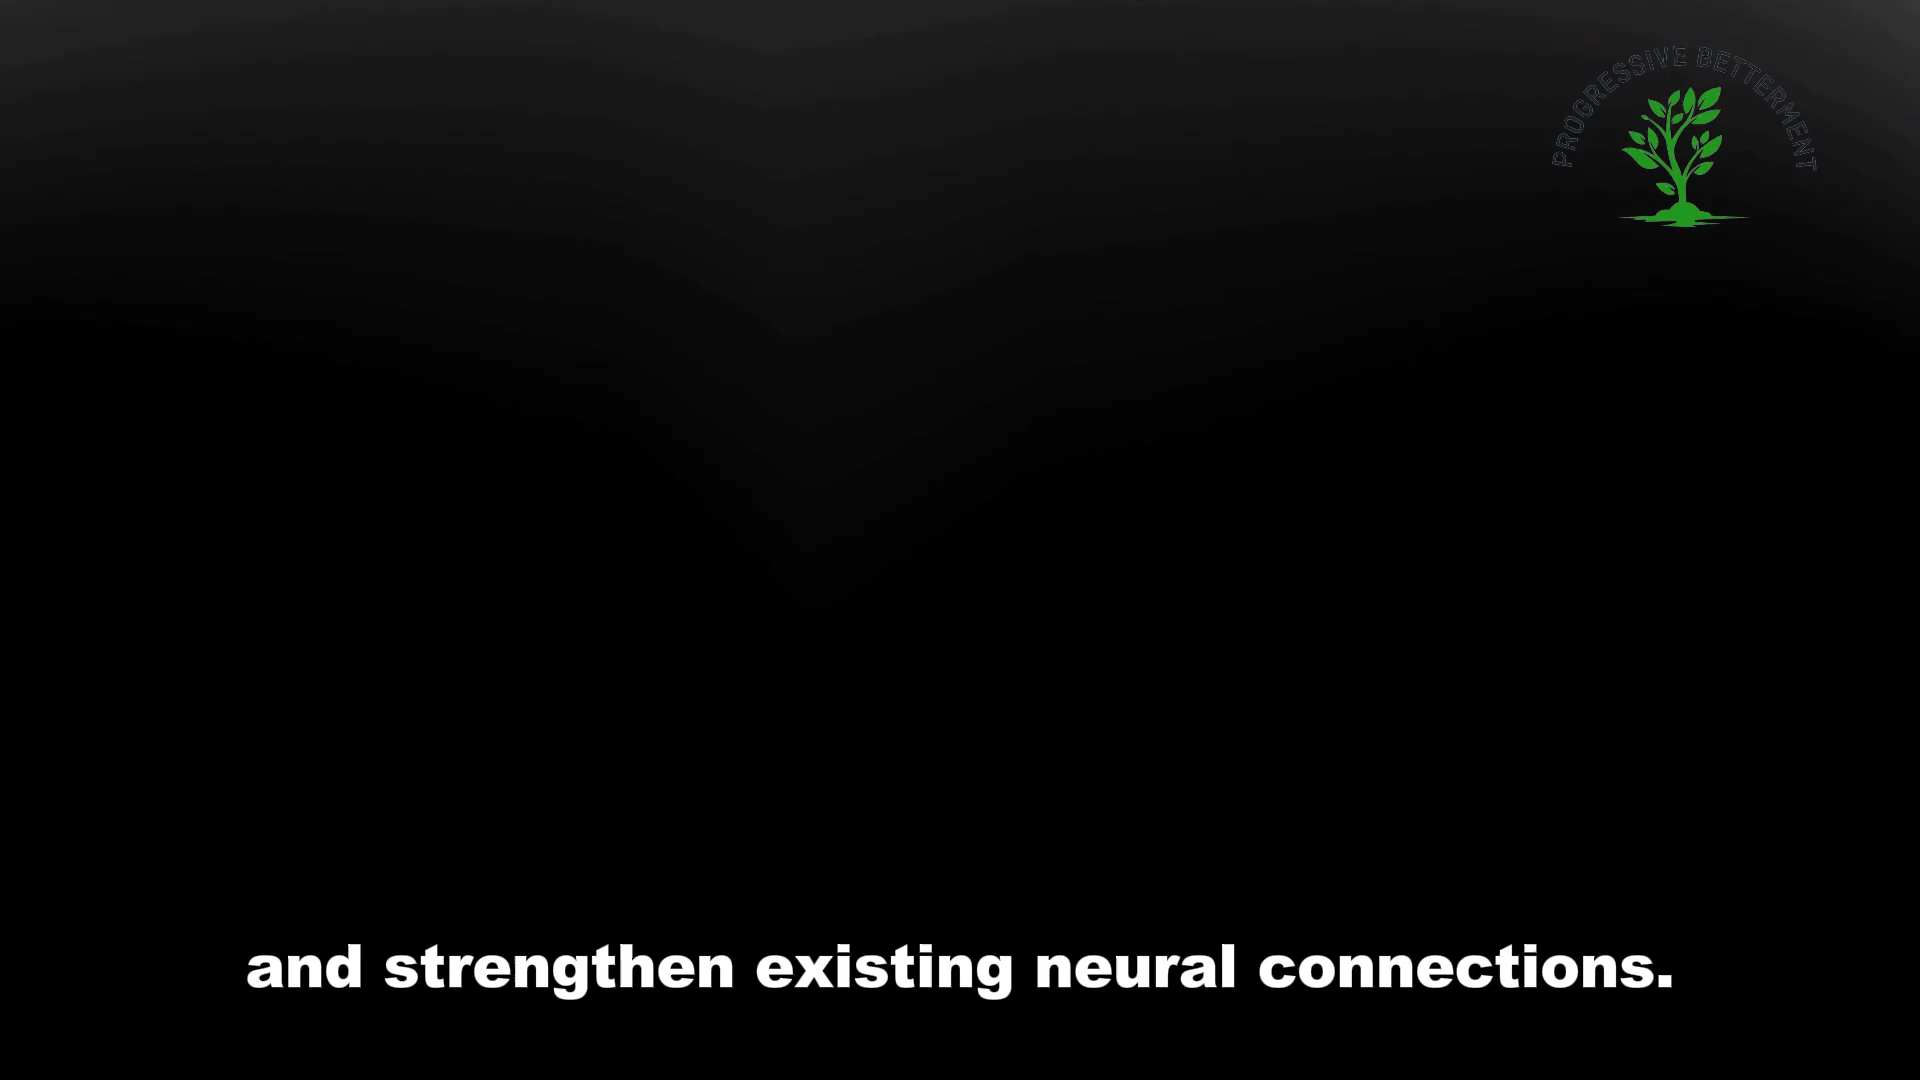 PROGRESSIVE BETTERMENT
and strengthen existing neural connections.